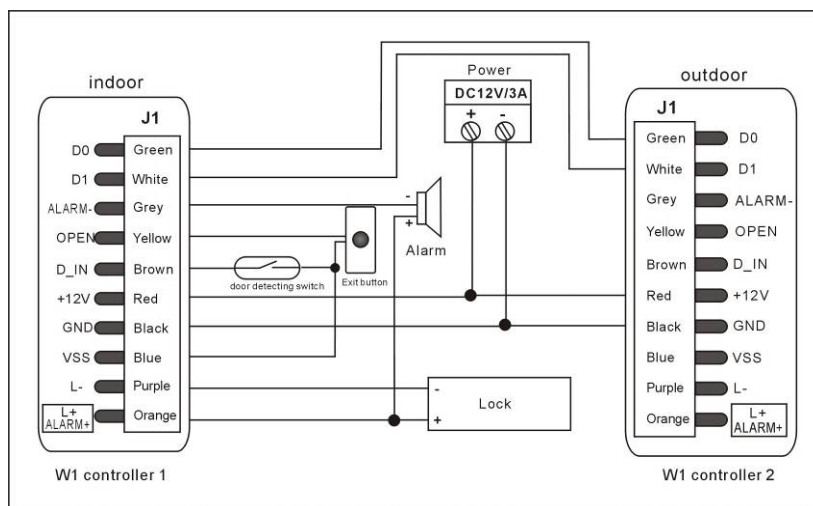 indoor
J1
D0 Green
D1 White
ALARM- Grey
OPEN Yellow
D_IN Brown
+12V Red
GND Black
VSS Blue
L- Purple
L+
ALARM+
Orange
W1 controller 1
Power
DC12V/3A
+ -
-
+
Alarm
door detecting switch
Exit button
-
Lock
+
outdoor
J1
Green D0
White D1
Grey ALARM-
Yellow OPEN
Brown D_IN
Red +12V
Black GND
Blue VSS
Purple L-
Orange
L+
ALARM+
W1 controller 2